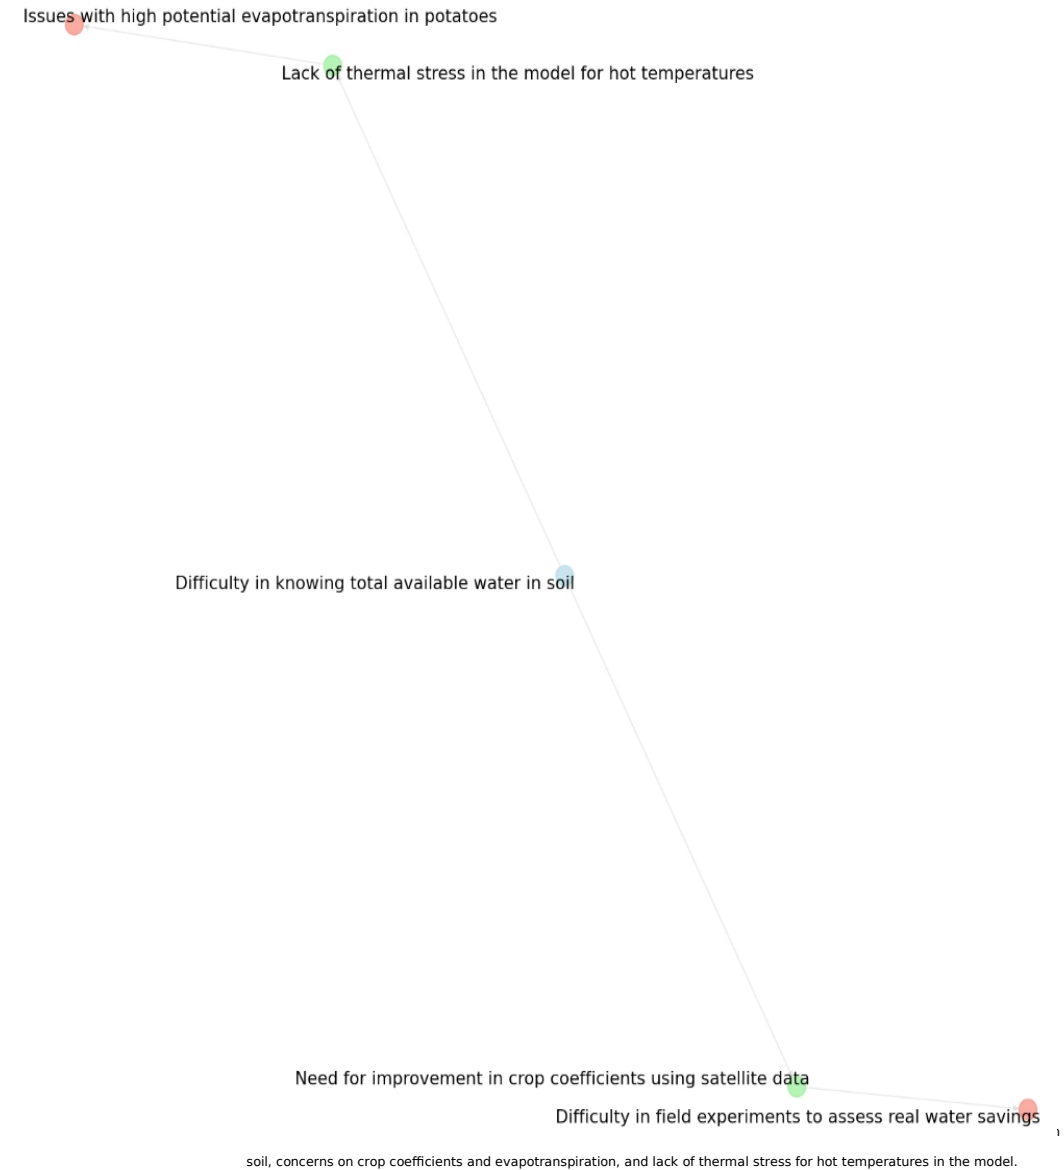 Issues with high potential evapotranspiration in potatoes
Lack of thermal stress in the model for hot temperatures
Difficulty in knowing total available water in soil
Need for improvement in crop coefficients using satellite data
Difficulty in field experiments to assess real water savings
soil, concerns on crop coefficients and evapotranspiration, and lack of thermal stress for hot temperatures in the model.